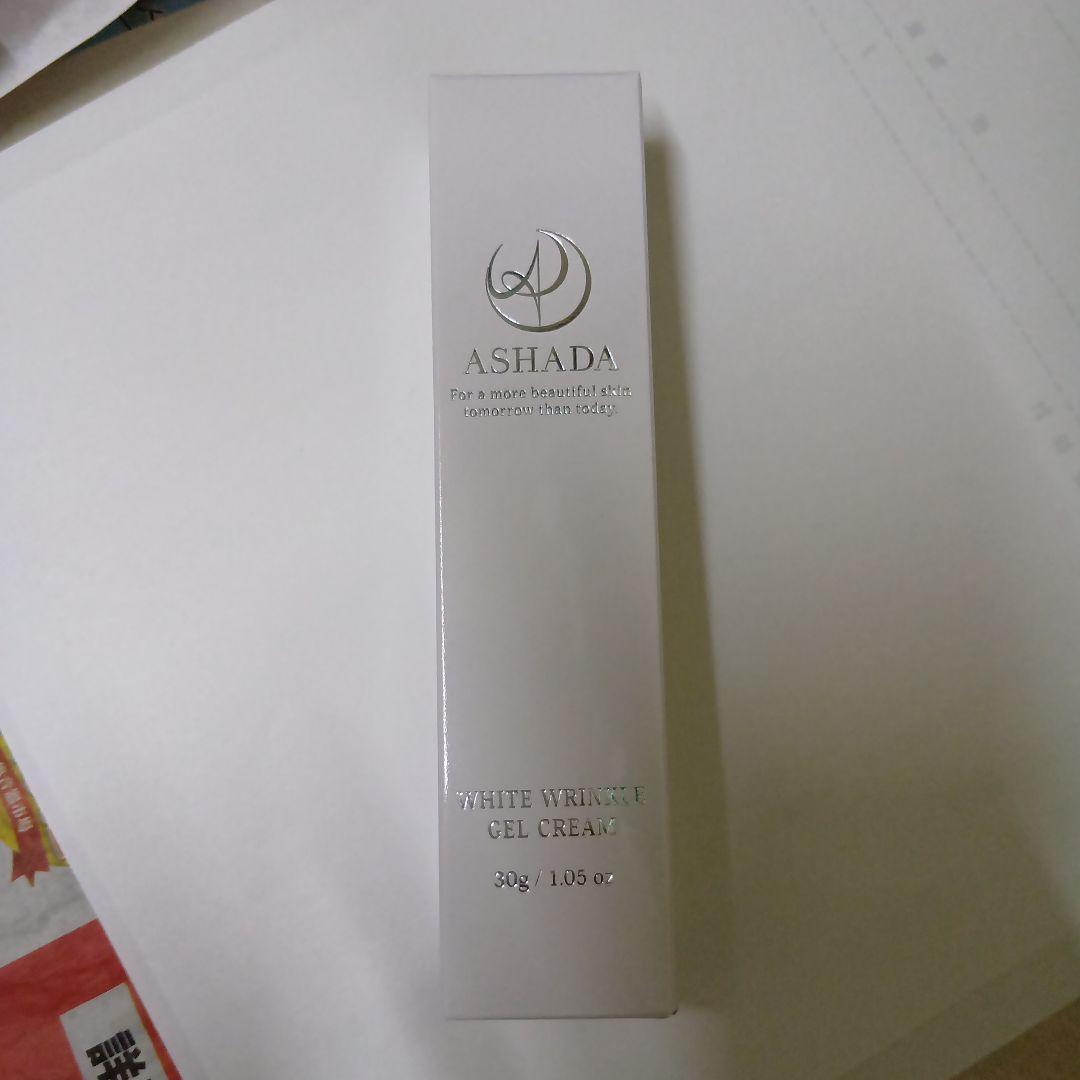 ASHADA
For a more beautiful skin
tomorrow than today.
WHITE WRINKLE
GEL CREAM
30g / 1.05 oz